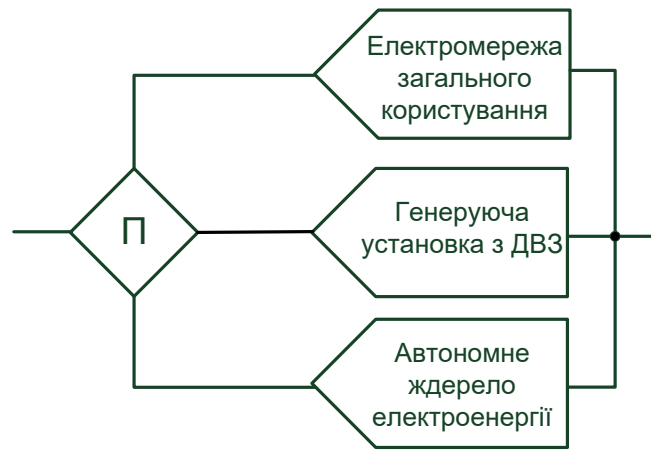 Електромережа
загального
користування
П
Генеруюча
установка з ДВЗ
Автономне
ждерело
електроенергії